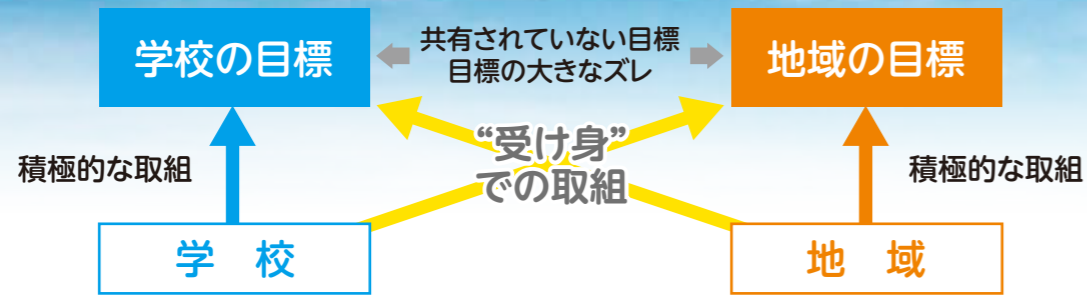 学校の目標
共有されていない目標
目標の大きなズレ
地域の目標
積極的な取組
“受け身”
での取組
積極的な取組
学 校
地 域